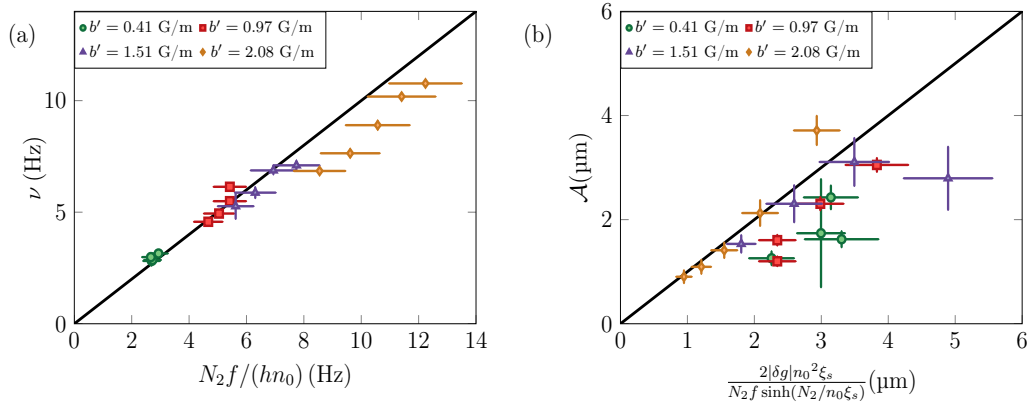 (a)
b′ = 0.41 G/m b′ = 0.97 G/m
b′ = 1.51 G/m b′ = 2.08 G/m
ν (Hz)
10
5
0
0 2 4 6 8 10 12 14
N₂f/(hn₀) (Hz)
(b)
b′ = 0.41 G/m b′ = 0.97 G/m
b′ = 1.51 G/m b′ = 2.08 G/m
𝒜(µm)
6
4
2
0
0 1 2 3 4 5 6
2|δg|n₀²ξₛ
N₂f sinh(N₂/n₀ξₛ) (µm)